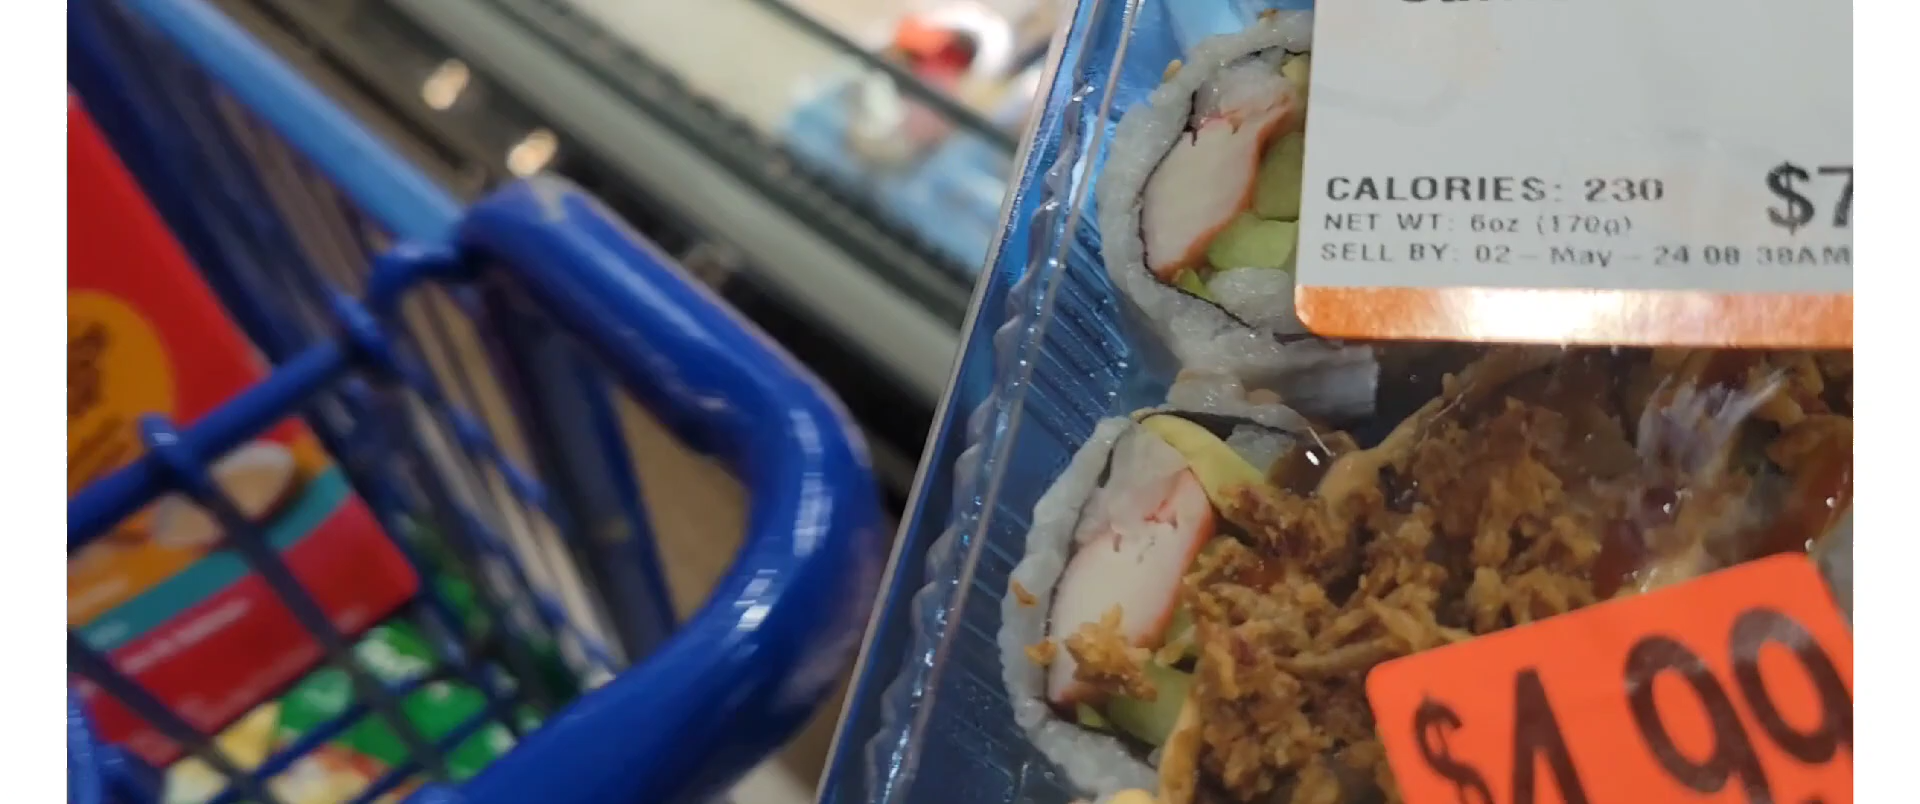 CALORIES: 230
$7
NET WT: 6oz (170g)
SELL BY: 02 - May - 24 08 38AM
$4.99